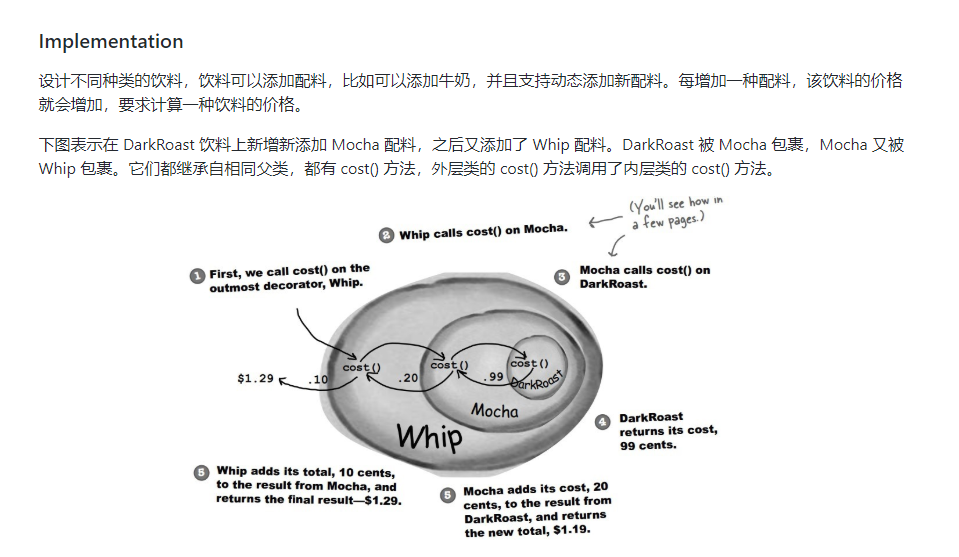 Implementation
设计不同种类的饮料，饮料可以添加配料，比如可以添加牛奶，并且支持动态添加新配料。每增加一种配料，该饮料的价格
就会增加，要求计算一种饮料的价格。
下图表示在 DarkRoast 饮料上新增新添加 Mocha 配料，之后又添加了 Whip 配料。DarkRoast 被 Mocha 包裹，Mocha 又被
Whip 包裹。它们都继承自相同父类，都有 cost() 方法，外层类的 cost() 方法调用了内层类的 cost() 方法。
(You'll see how in
a few pages.)
2 Whip calls cost() on Mocha.
1 First, we call cost() on the
outmost decorator, Whip.
3 Mocha calls cost() on
DarkRoast.
cost()
cost()
cost()
$1.29
.10
.20
.99
DarkRoast
Mocha
Whip
4 DarkRoast
returns its cost,
99 cents.
6 Whip adds its total, 10 cents,
to the result from Mocha, and
returns the final result—$1.29.
5 Mocha adds its cost, 20
cents, to the result from
DarkRoast, and returns
the new total, $1.19.